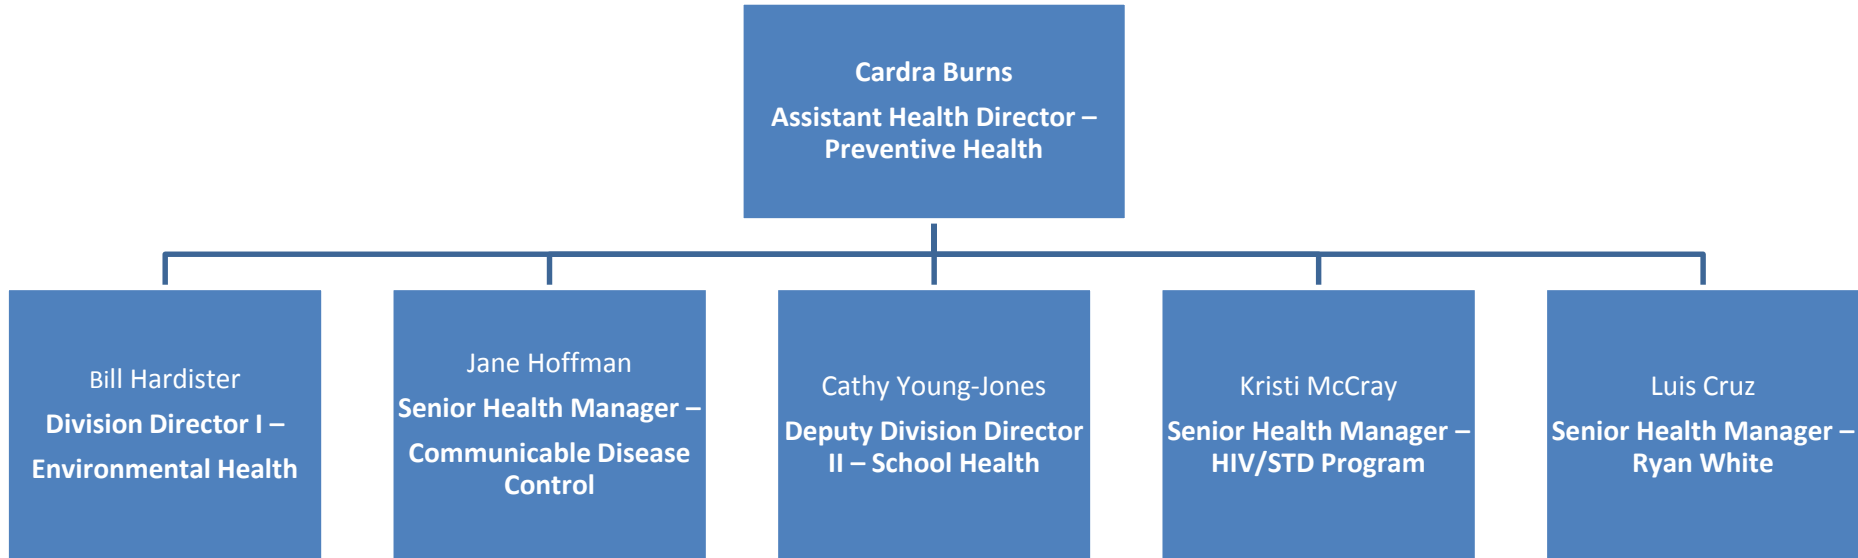 Cardra Burns
Assistant Health Director –
Preventive Health
Bill Hardister
Division Director I –
Environmental Health
Jane Hoffman
Senior Health Manager –
Communicable Disease
Control
Cathy Young-Jones
Deputy Division Director
II – School Health
Kristi McCray
Senior Health Manager –
HIV/STD Program
Luis Cruz
Senior Health Manager –
Ryan White